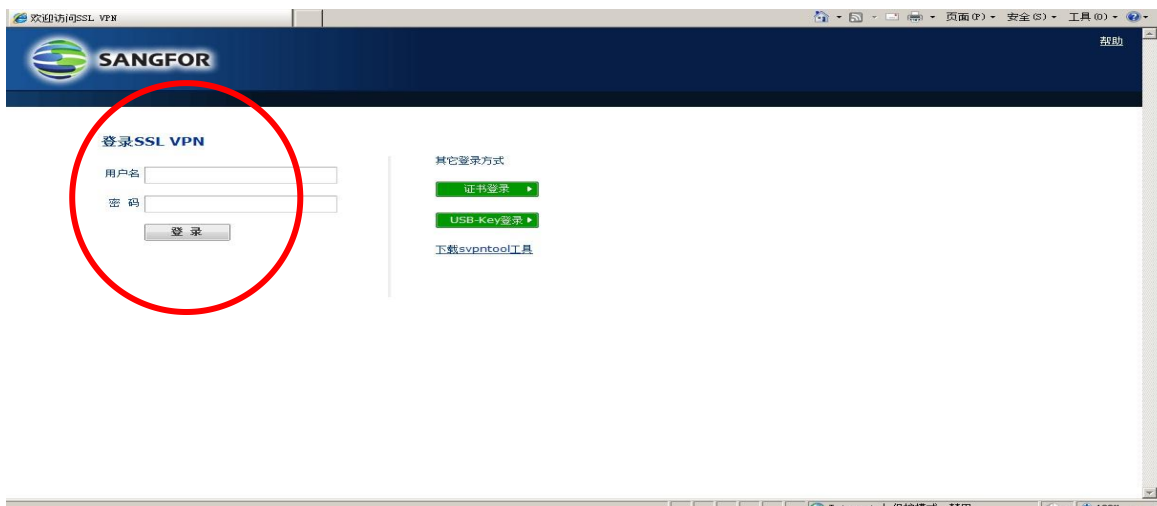 欢迎访问SSL VPN
页面(P) 安全(S) 工具(O)
SANGFOR
帮助
登录SSL VPN
用户名
密 码
登 录
其它登录方式
证书登录
USB-Key登录
下载svpntool工具